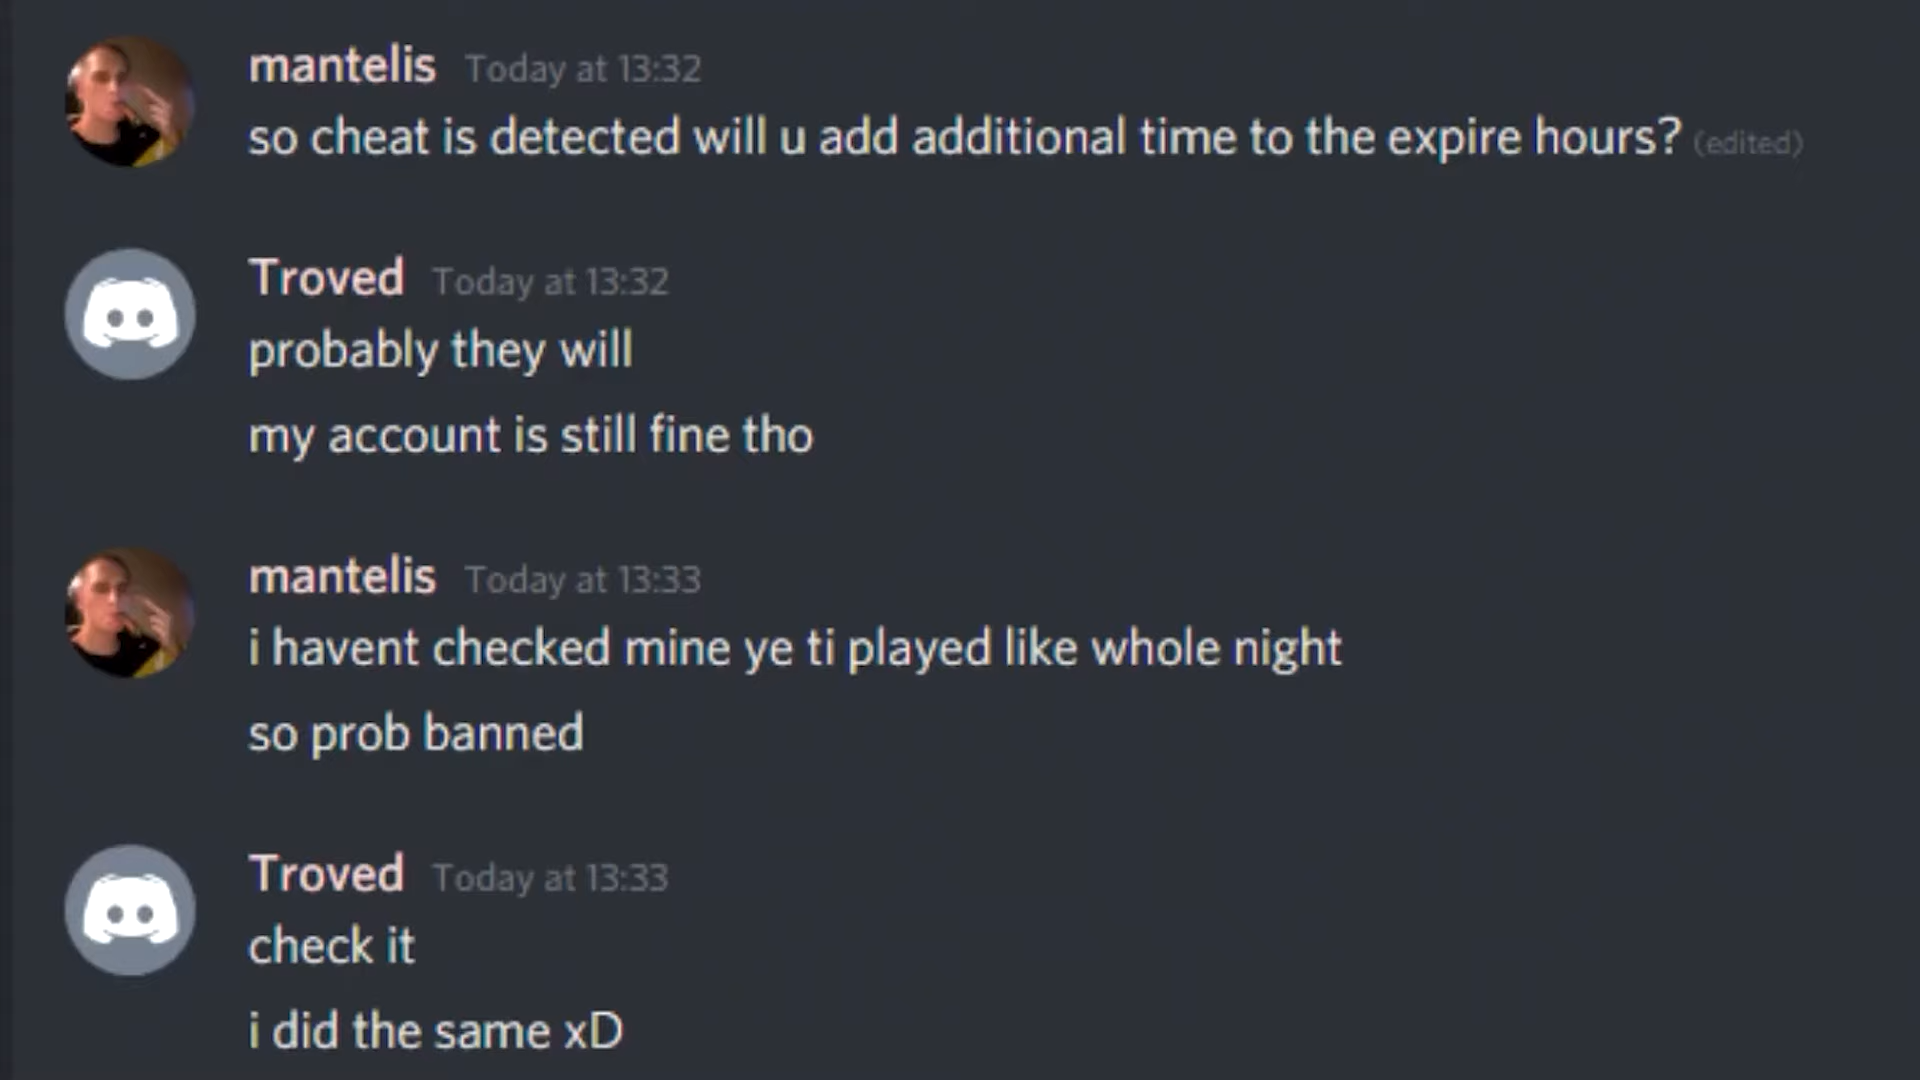 mantelis Today at 13:32
so cheat is detected will u add additional time to the expire hours? (edited)
Troved Today at 13:32
probably they will
my account is still fine tho
mantelis Today at 13:33
i havent checked mine ye ti played like whole night
so prob banned
Troved Today at 13:33
check it
i did the same xD